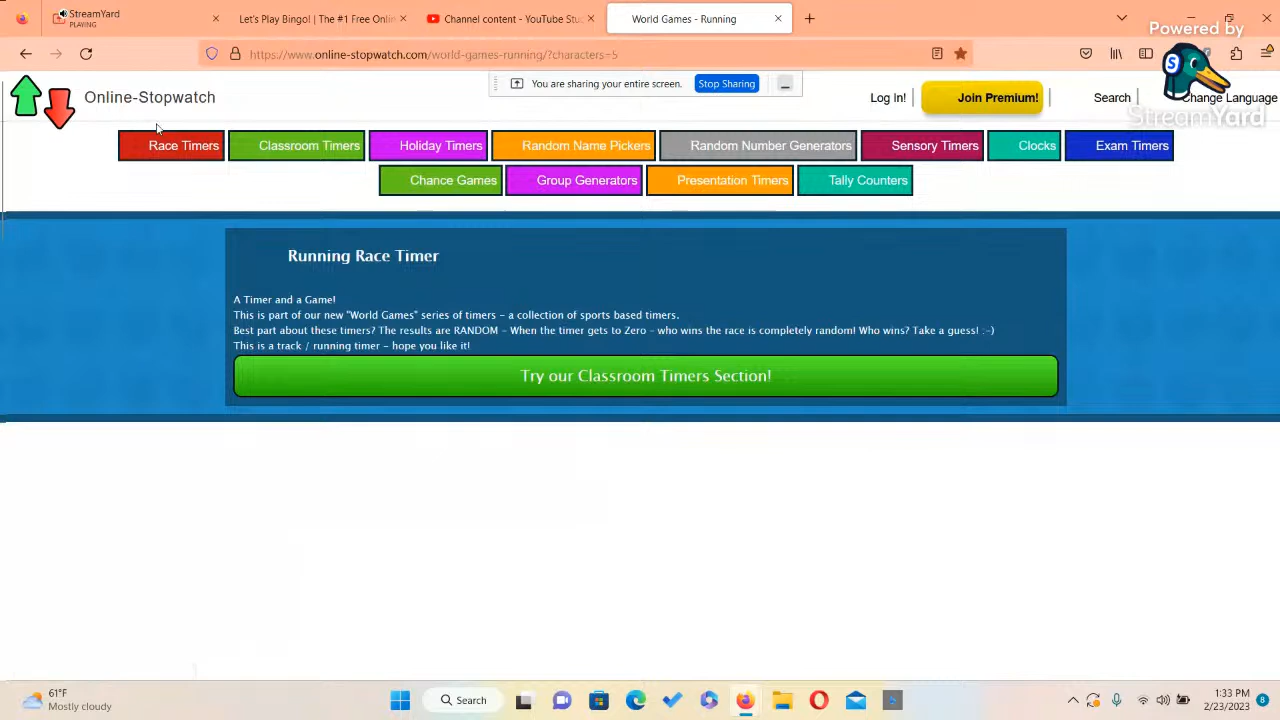 StreamYard
PLAYING
Let's Play Bingo! | The #1 Free Onlin
Channel content - YouTube Stu
World Games - Running
Powered by
StreamYard
https://www.online-stopwatch.com/world-games-running/?characters=5
You are sharing your entire screen.
Stop Sharing
Online-Stopwatch
Log In!
Join Premium!
Search
Change Language
Race Timers
Classroom Timers
Holiday Timers
Random Name Pickers
Random Number Generators
Sensory Timers
Clocks
Exam Timers
Chance Games
Group Generators
Presentation Timers
Tally Counters
Running Race Timer
A Timer and a Game!
This is part of our new "World Games" series of timers - a collection of sports based timers.
Best part about these timers? The results are RANDOM - When the timer gets to Zero - who wins the race is completely random! Who wins? Take a guess! :-)
This is a track / running timer - hope you like it!
Try our Classroom Timers Section!
61°F
Mostly cloudy
Search
1:33 PM
2/23/2023
8